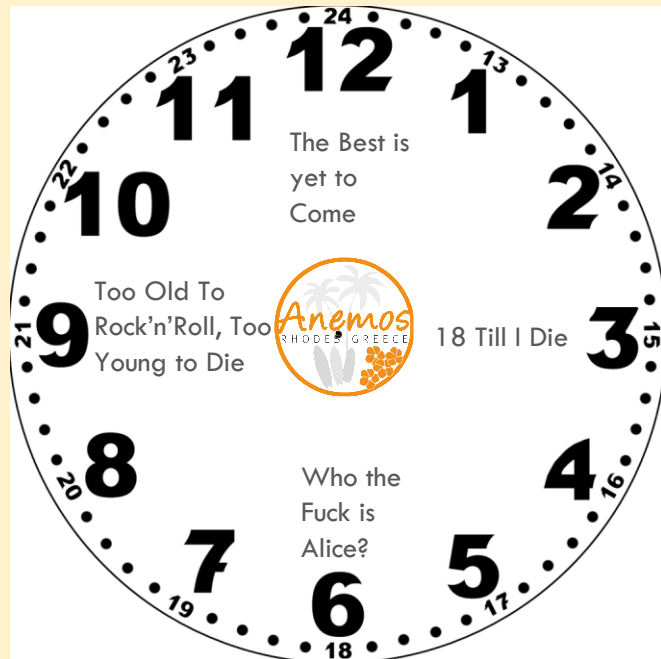 24
12
23
13
11
1
The Best is
yet to
Come
22
14
10
2
Too Old To
Rock'n'Roll, Too
Young to Die
Anemos
RHODES GREECE
18 Till I Die
21
9
3
15
8
4
20
16
Who the
Fuck is
Alice?
7
5
19
17
6
18